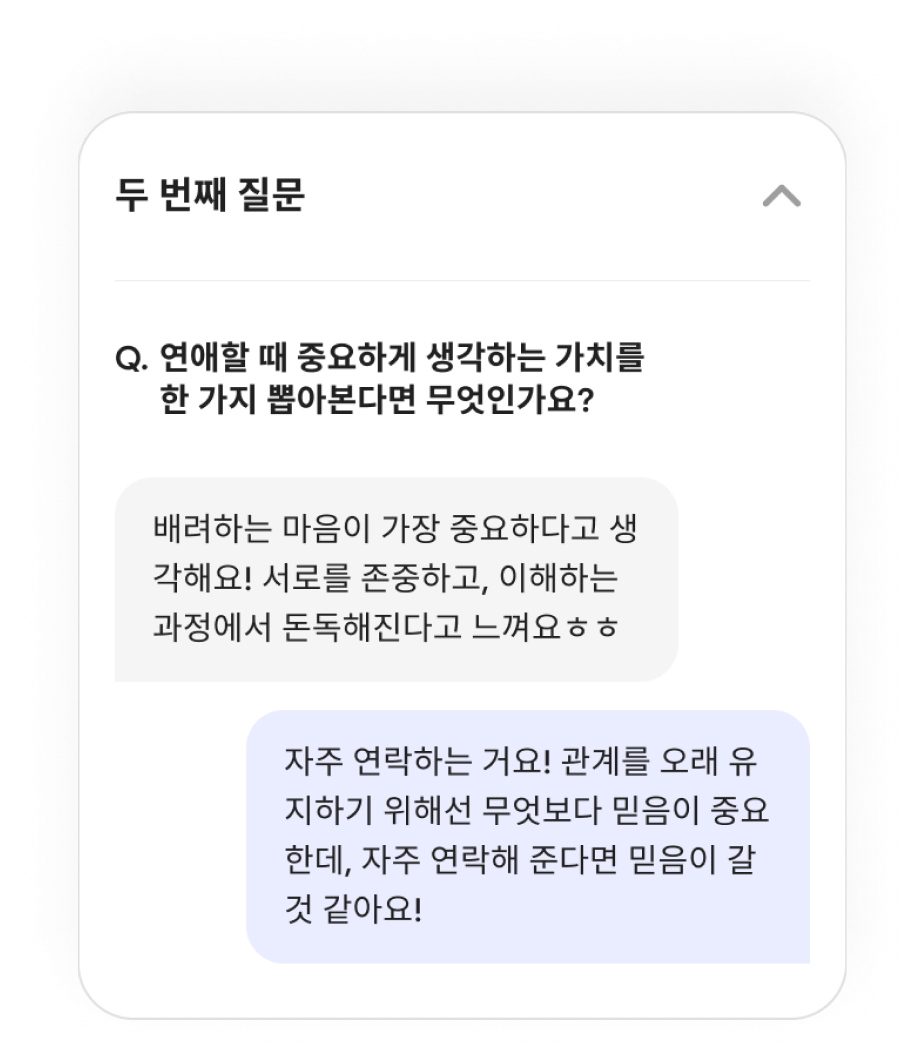 두 번째 질문
Q. 연애할 때 중요하게 생각하는 가치를
한 가지 뽑아본다면 무엇인가요?
배려하는 마음이 가장 중요하다고 생
각해요! 서로를 존중하고, 이해하는
과정에서 돈독해진다고 느껴요ㅎㅎ
자주 연락하는 거요! 관계를 오래 유
지하기 위해선 무엇보다 믿음이 중요
한데, 자주 연락해 준다면 믿음이 갈
것 같아요!